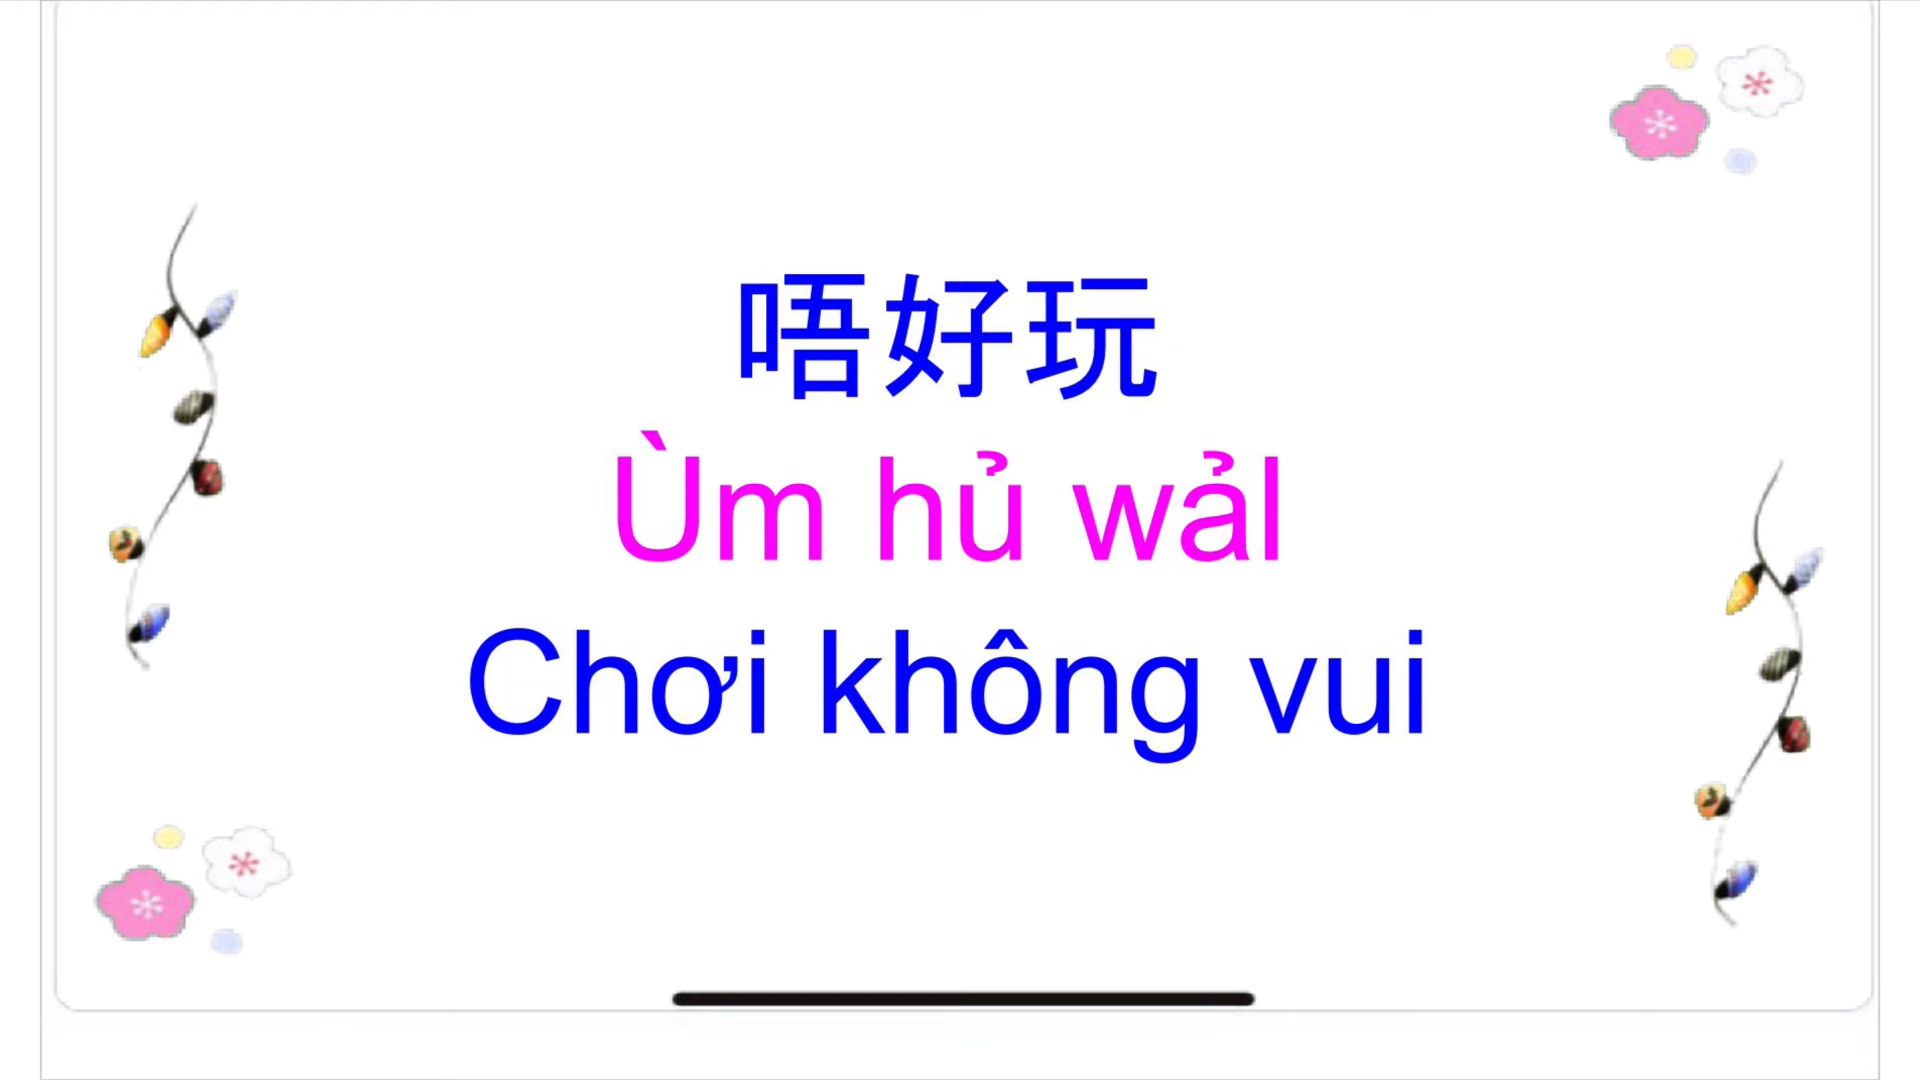 唔好玩
Ùm hủ wảl
Chơi không vui